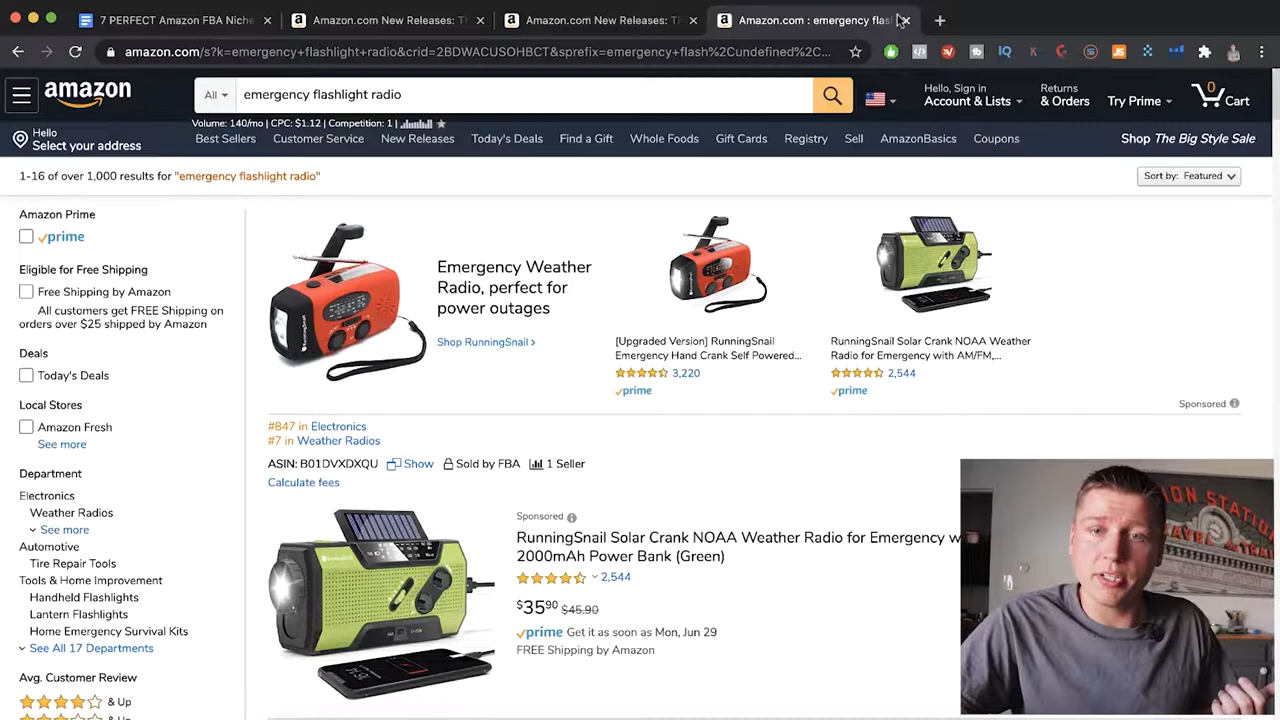 7 PERFECT Amazon FBA Niche
Amazon.com New Releases: T
Amazon.com New Releases: T
Amazon.com : emergency flas
amazon.com/s?k=emergency+flashlight+radio&crid=2BDWACUSOHBCT&sprefix=emergency+flash%2Cundefined%2C...
amazon
All
emergency flashlight radio
Hello, Sign in
Account & Lists
Returns
& Orders
Try Prime
0
Cart
Volume: 140/mo | CPC: $1.12 | Competition: 1 |
Hello
Select your address
Best Sellers
Customer Service
New Releases
Today's Deals
Find a Gift
Whole Foods
Gift Cards
Registry
Sell
AmazonBasics
Coupons
Shop The Big Style Sale
1-16 of over 1,000 results for "emergency flashlight radio"
Sort by: Featured
Amazon Prime
prime
Eligible for Free Shipping
Free Shipping by Amazon
All customers get FREE Shipping on
orders over $25 shipped by Amazon
Deals
Today's Deals
Local Stores
Amazon Fresh
See more
Department
Electronics
Weather Radios
See more
Automotive
Tire Repair Tools
Tools & Home Improvement
Handheld Flashlights
Lantern Flashlights
Home Emergency Survival Kits
See All 17 Departments
Avg. Customer Review
& Up
Emergency Weather
Radio, perfect for
power outages
Shop RunningSnail ›
[Upgraded Version] RunningSnail
Emergency Hand Crank Self Powered...
3,220
prime
RunningSnail Solar Crank NOAA Weather
Radio for Emergency with AM/FM,...
2,544
prime
Sponsored
#847 in Electronics
#7 in Weather Radios
ASIN: B01DVXDXQU
Show
Sold by FBA
1 Seller
Calculate fees
Sponsored
RunningSnail Solar Crank NOAA Weather Radio for Emergency w
2000mAh Power Bank (Green)
2,544
$35 90 $45.90
prime Get it as soon as Mon, Jun 29
FREE Shipping by Amazon
ION STATION